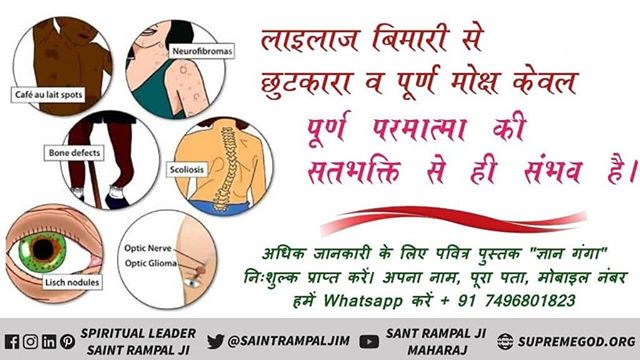 Café au lait spots
Neurofibromas
Bone defects
Scoliosis
Lisch nodules
Optic Nerve
Optic Glioma
लाइलाज बिमारी से
छुटकारा व पूर्ण मोक्ष केवल
पूर्ण परमात्मा की
सतभक्ति से ही संभव है।
अधिक जानकारी के लिए पवित्र पुस्तक "ज्ञान गंगा"
निःशुल्क प्राप्त करें। अपना नाम, पूरा पता, मोबाइल नंबर
हमें Whatsapp करें + 91 7496801823
SPIRITUAL LEADER
SAINT RAMPAL JI
@SAINTRAMPALJIM
SANT RAMPAL JI
MAHARAJ
SUPREMEGOD.ORG